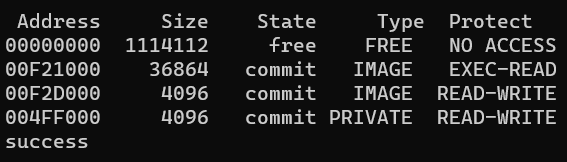 Address Size State Type Protect
00000000 1114112 free FREE NO ACCESS
00F21000 36864 commit IMAGE EXEC-READ
00F2D000 4096 commit IMAGE READ-WRITE
004FF000 4096 commit PRIVATE READ-WRITE
success